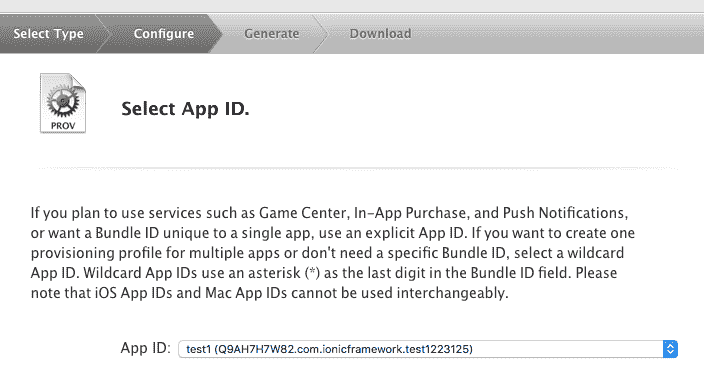 Select Type Configure Generate Download
PROV
Select App ID.
If you plan to use services such as Game Center, In-App Purchase, and Push Notifications,
or want a Bundle ID unique to a single app, use an explicit App ID. If you want to create one
provisioning profile for multiple apps or don't need a specific Bundle ID, select a wildcard
App ID. Wildcard App IDs use an asterisk (*) as the last digit in the Bundle ID field. Please
note that iOS App IDs and Mac App IDs cannot be used interchangeably.
App ID: test1 (Q9AH7H7W82.com.ionicframework.test1223125)